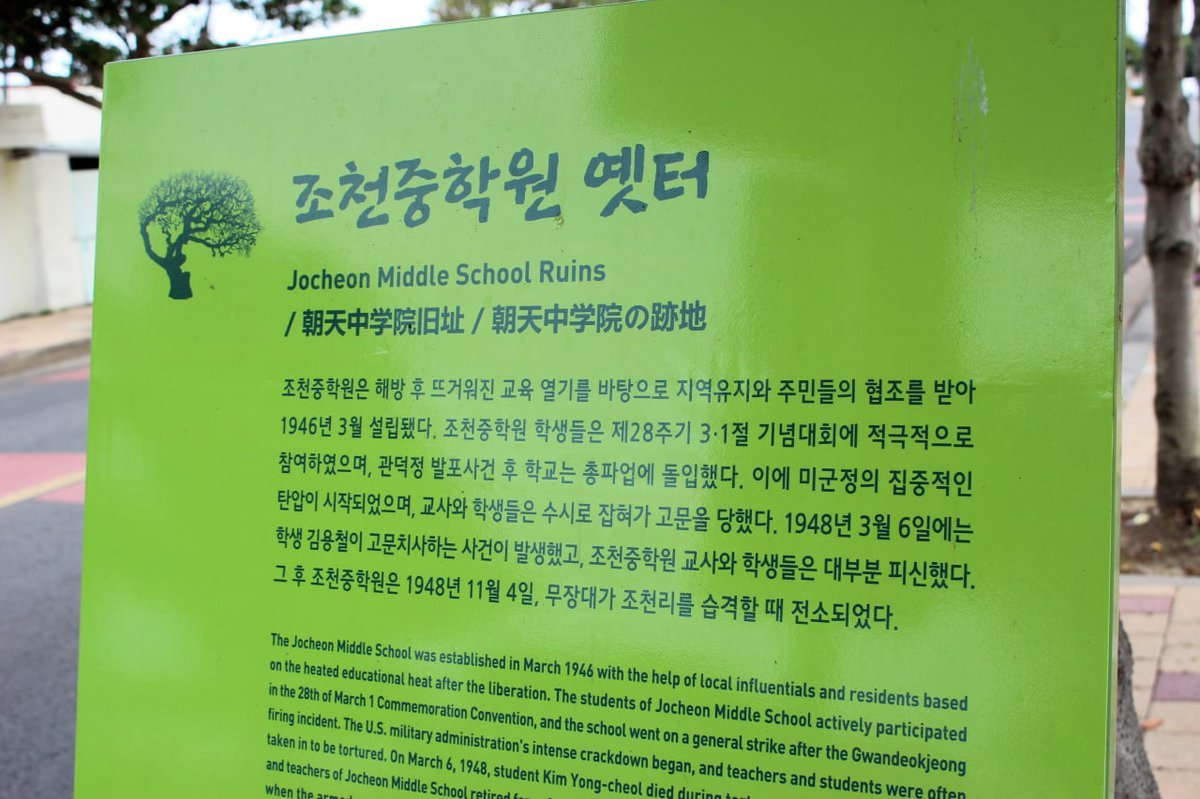 조천중학원 옛터
Jocheon Middle School Ruins
/ 朝天中学院旧址 / 朝天中学院の跡地
조천중학원은 해방 후 뜨거워진 교육 열기를 바탕으로 지역유지와 주민들의 협조를 받아
1946년 3월 설립됐다. 조천중학원 학생들은 제28주기 3·1절 기념대회에 적극적으로
참여하였으며, 관덕정 발포사건 후 학교는 총파업에 돌입했다. 이에 미군정의 집중적인
탄압이 시작되었으며, 교사와 학생들은 수시로 잡혀가 고문을 당했다. 1948년 3월 6일에는
학생 김용철이 고문치사하는 사건이 발생했고, 조천중학원 교사와 학생들은 대부분 피신했다.
그 후 조천중학원은 1948년 11월 4일, 무장대가 조천리를 습격할 때 전소되었다.
The Jocheon Middle School was established in March 1946 with the help of local influentials and residents based
on the heated educational heat after the liberation. The students of Jocheon Middle School actively participated
in the 28th of March 1 Commemoration Convention, and the school went on a general strike after the Gwandeokjeong
firing incident. The U.S. military administration's intense crackdown began, and teachers and students were often
taken in to be tortured. On March 6, 1948, student Kim Yong-cheol died during
and teachers of Jocheon Middle School retired
when the